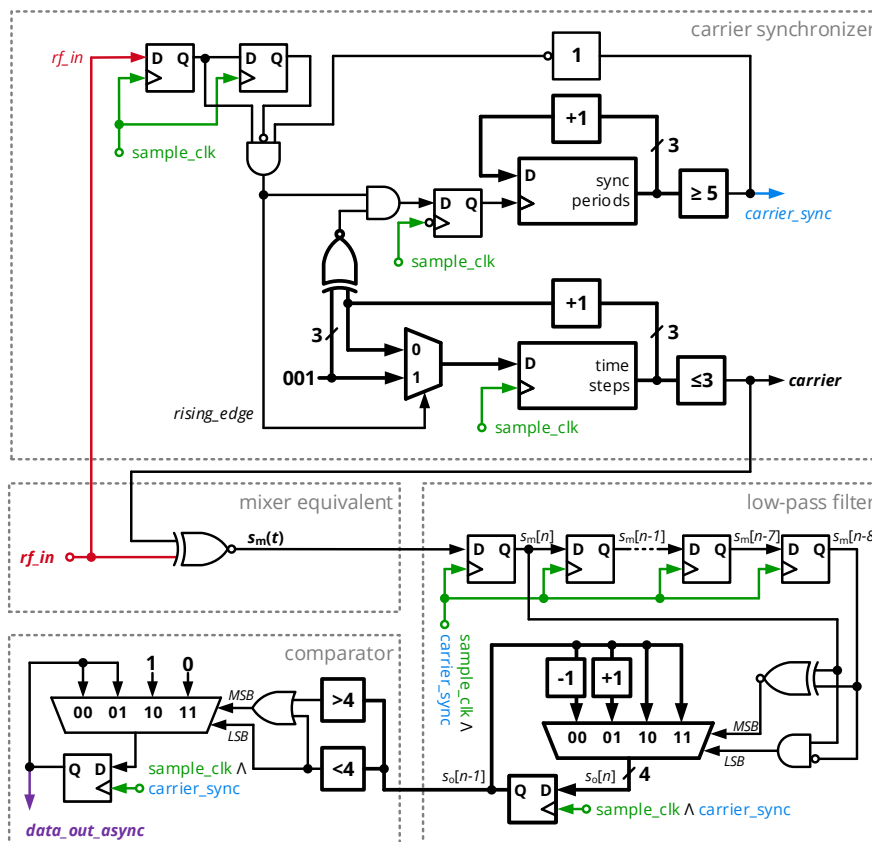 carrier synchronizer
rf_in
D Q
D Q
1
sample_clk
+1
3
D
sync
periods
≥ 5
carrier_sync
D Q
sample_clk
+1
3
3
0
1
001
D
time
steps
≤3
carrier
rising_edge
sample_clk
mixer equivalent
rf_in
sm(t)
low-pass filter
sm[n]
sm[n-1]
sm[n-7]
sm[n-8]
D Q
D Q
D Q
D Q
sample_clk ∧
carrier_sync
-1
+1
00 01 10 11
MSB
LSB
4
so[n-1]
so[n]
Q D
sample_clk ∧ carrier_sync
comparator
1 0
00 01 10 11
MSB
LSB
>4
<4
Q D
sample_clk ∧
carrier_sync
data_out_async